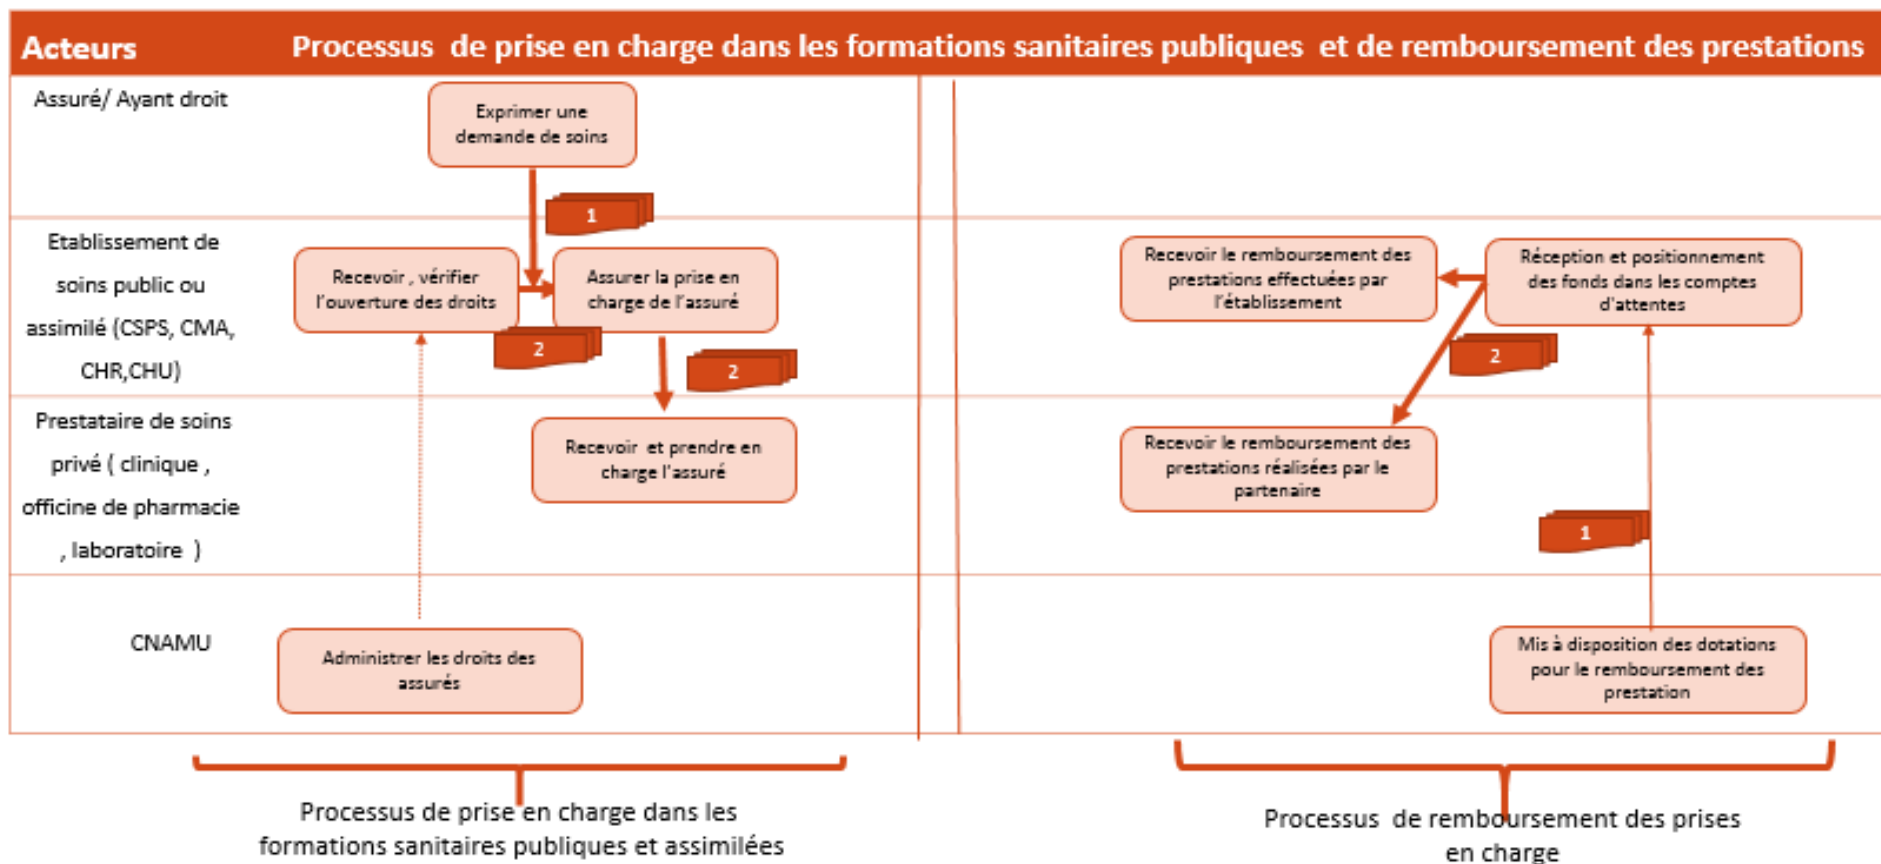 Acteurs
Processus de prise en charge dans les formations sanitaires publiques et de remboursement des prestations
Assuré/ Ayant droit
Exprimer une
demande de soins
1
Etablissement de
soins public ou
assimilé (CSPS, CMA,
CHR,CHU)
Recevoir , vérifier
l'ouverture des droits
Assurer la prise en
charge de l'assuré
2
2
Recevoir le remboursement des
prestations effectuées par
l'établissement
Réception et positionnement
des fonds dans les comptes
d'attentes
2
Prestataire de soins
privé ( clinique ,
officine de pharmacie
, laboratoire )
Recevoir et prendre en
charge l'assuré
Recevoir le remboursement des
prestations réalisées par le
partenaire
1
CNAMU
Administrer les droits des
assurés
Mis à disposition des dotations
pour le remboursement des
prestation
Processus de prise en charge dans les
formations sanitaires publiques et assimilées
Processus de remboursement des prises
en charge